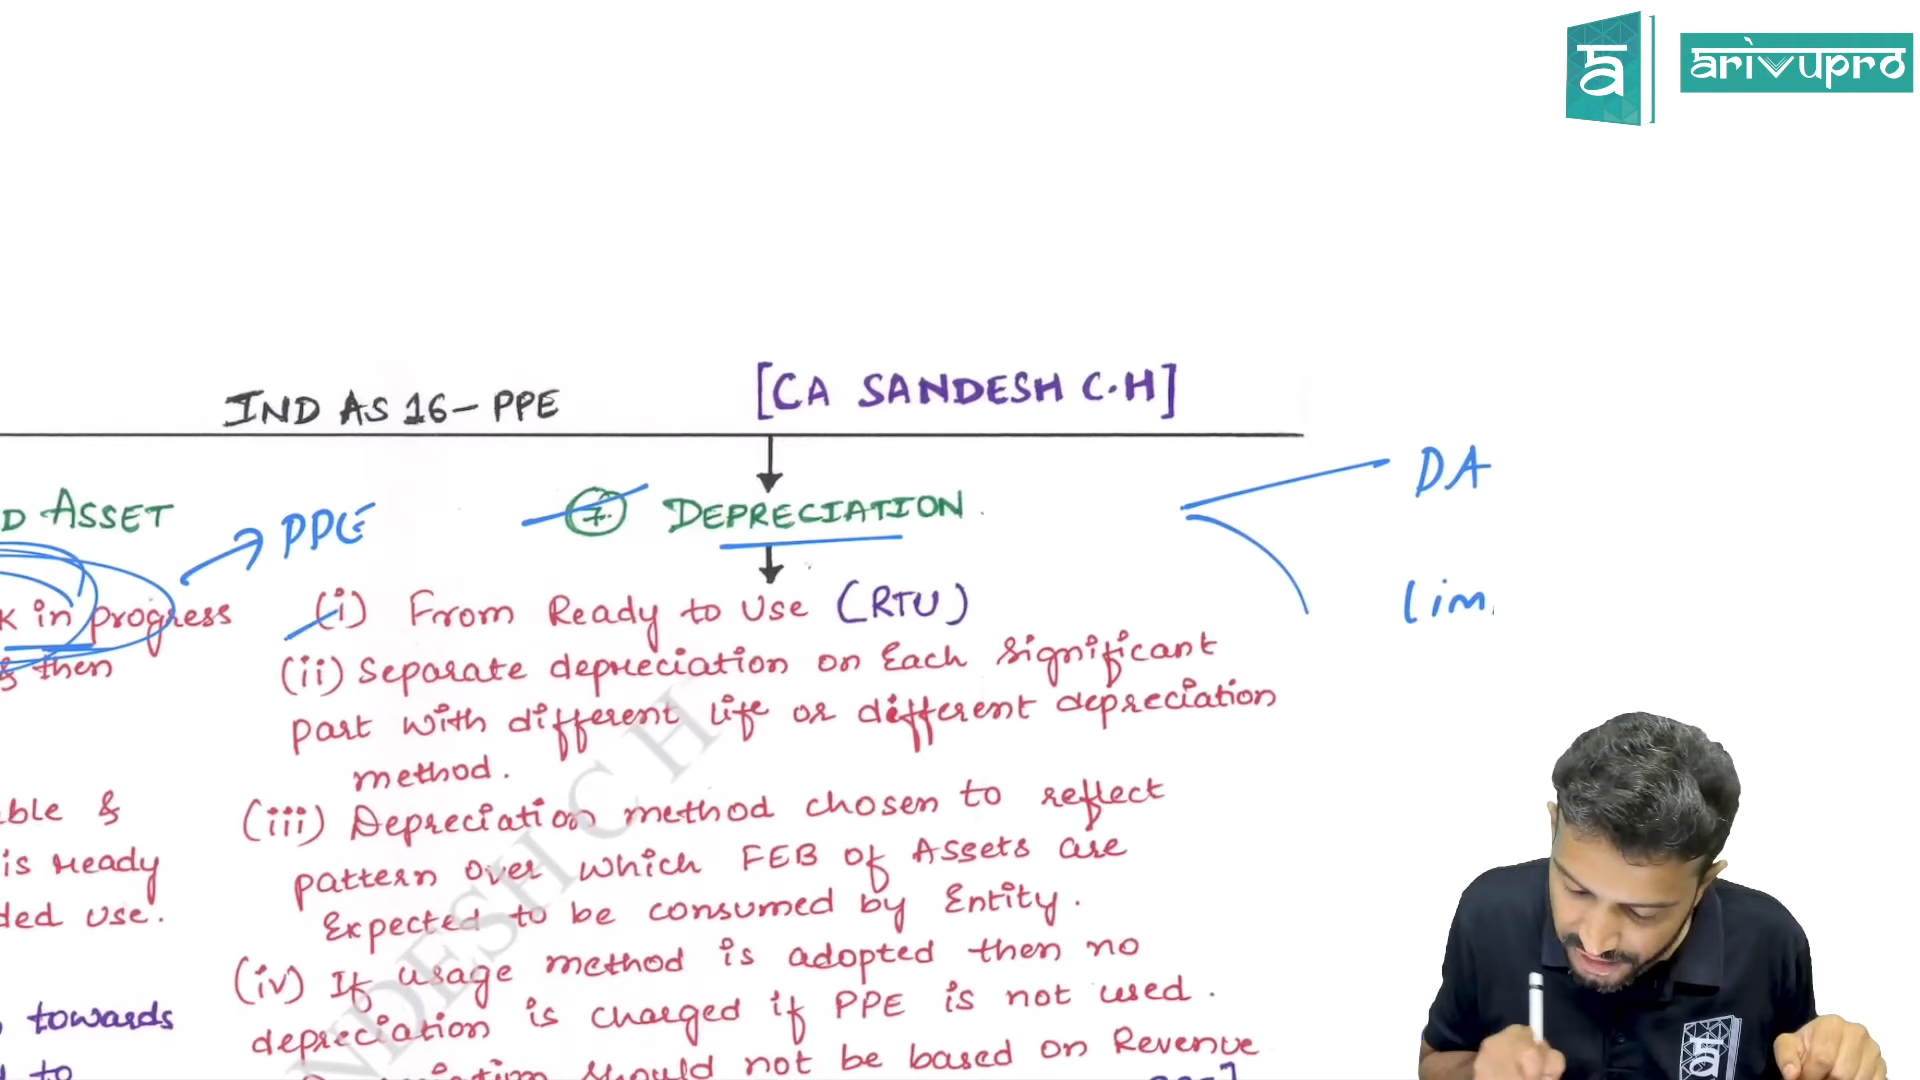 ā arivupro
IND AS 16 - PPE [CA SANDESH C.H]
D ASSET
PPE
7. DEPRECIATION
DA
Lim
k in progress
then
(i) From Ready to Use (RTU)
(ii) Separate depreciation on Each significant
part with different life or different depreciation
method.
able &
is ready
ded use.
(iii) Depreciation method chosen to reflect
pattern over which FEB of Assets are
Expected to be consumed by Entity.
(iv) If usage method is adopted then no
depreciation is charged if PPE is not used.
should not be based on Revenue
towards
to
NDESH C H